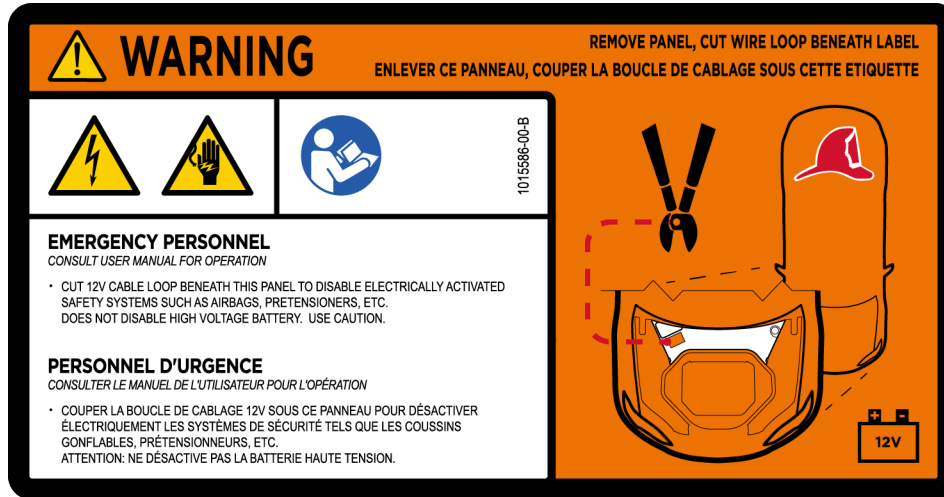 WARNING
REMOVE PANEL, CUT WIRE LOOP BENEATH LABEL
ENLEVER CE PANNEAU, COUPER LA BOUCLE DE CABLAGE SOUS CETTE ETIQUETTE
1015586-00-B
EMERGENCY PERSONNEL
CONSULT USER MANUAL FOR OPERATION
• CUT 12V CABLE LOOP BENEATH THIS PANEL TO DISABLE ELECTRICALLY ACTIVATED
SAFETY SYSTEMS SUCH AS AIRBAGS, PRETENSIONERS, ETC.
DOES NOT DISABLE HIGH VOLTAGE BATTERY. USE CAUTION.
PERSONNEL D'URGENCE
CONSULTER LE MANUEL DE L'UTILISATEUR POUR L'OPÉRATION
• COUPER LA BOUCLE DE CABLAGE 12V SOUS CE PANNEAU POUR DÉSACTIVER
ÉLECTRIQUEMENT LES SYSTÈMES DE SÉCURITÉ TELS QUE LES COUSSINS
GONFLABLES, PRÉTENSIONNEURS, ETC.
ATTENTION: NE DÉSACTIVE PAS LA BATTERIE HAUTE TENSION.
12V